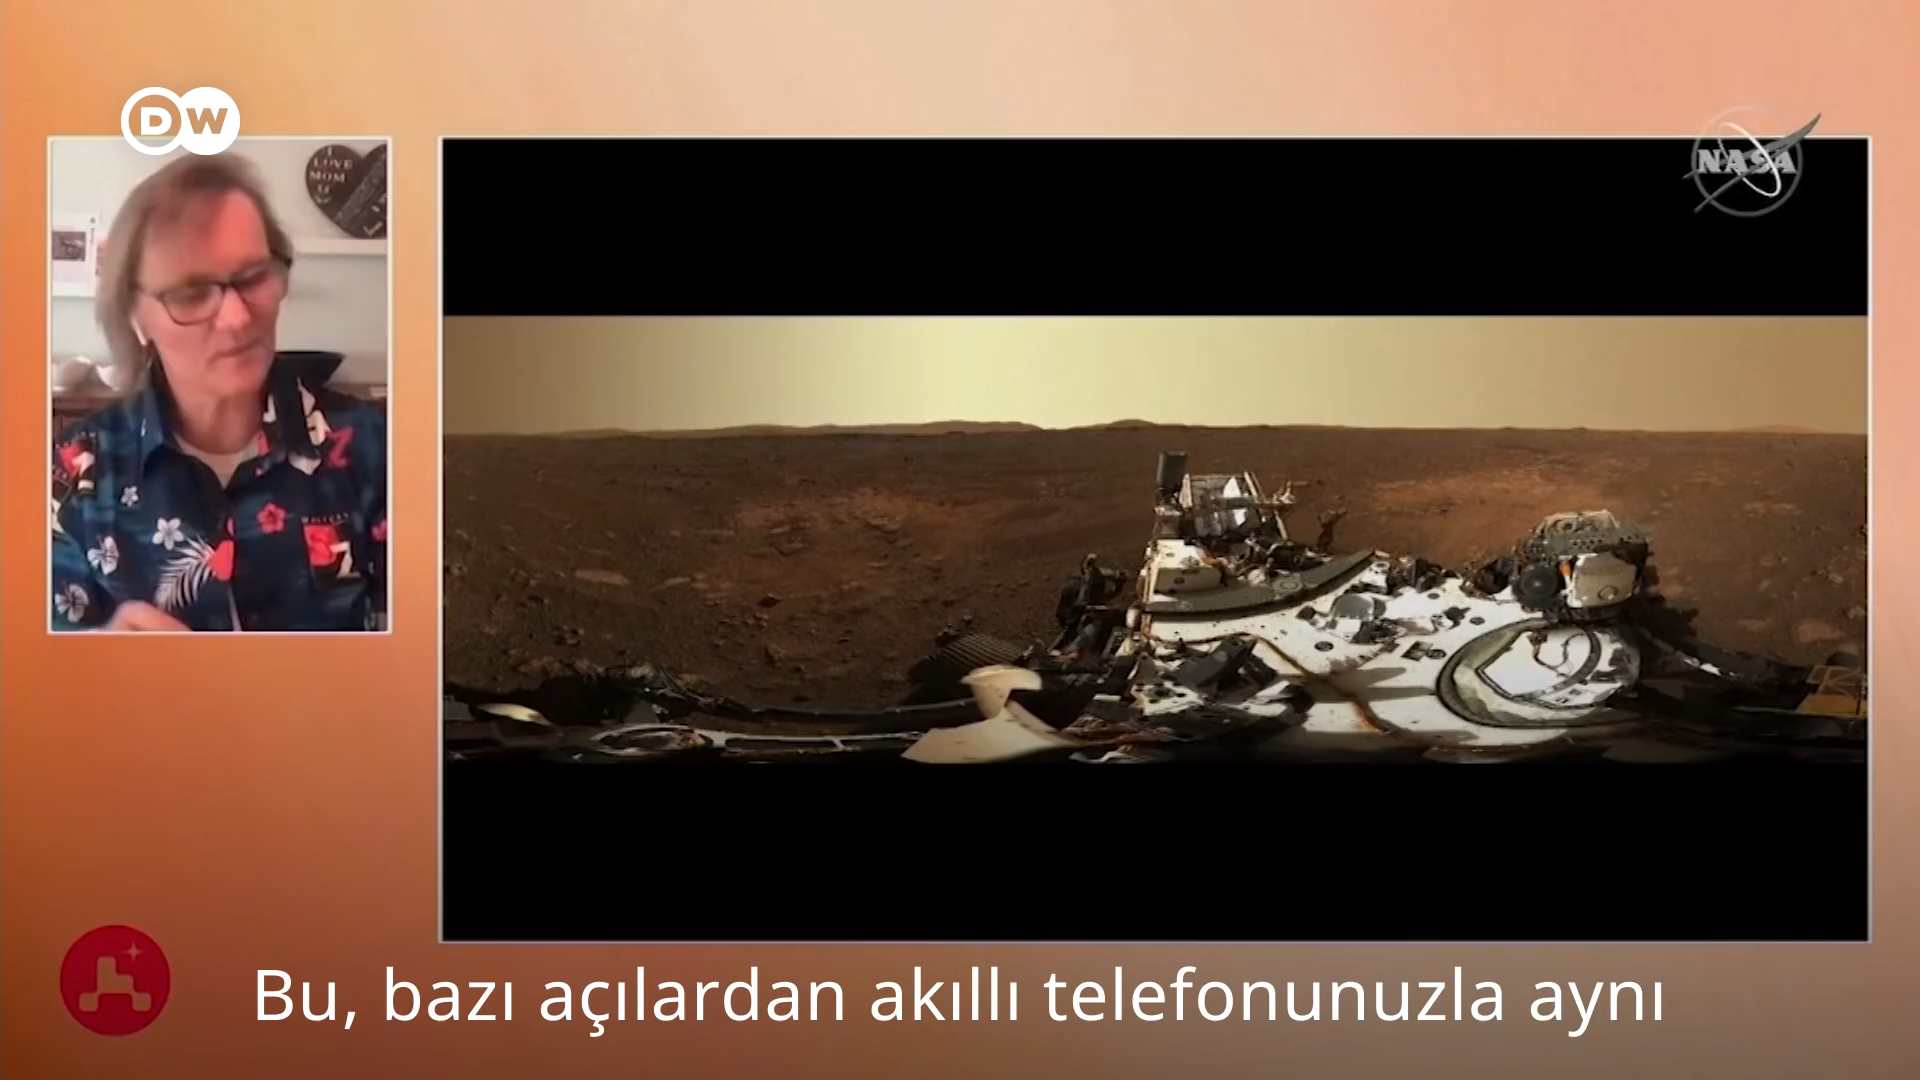 DW
I
LOVE
MOM
NASA
Bu, bazı açılardan akıllı telefonunuzla aynı